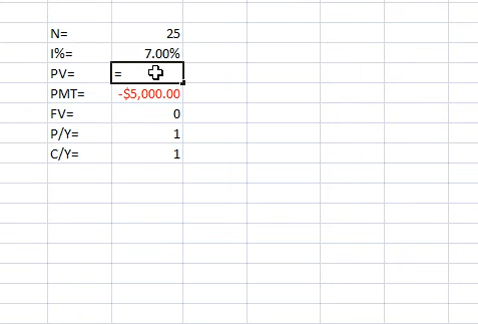 N= 25
I%= 7.00%
PV= =
PMT= -$5,000.00
FV= 0
P/Y= 1
C/Y= 1